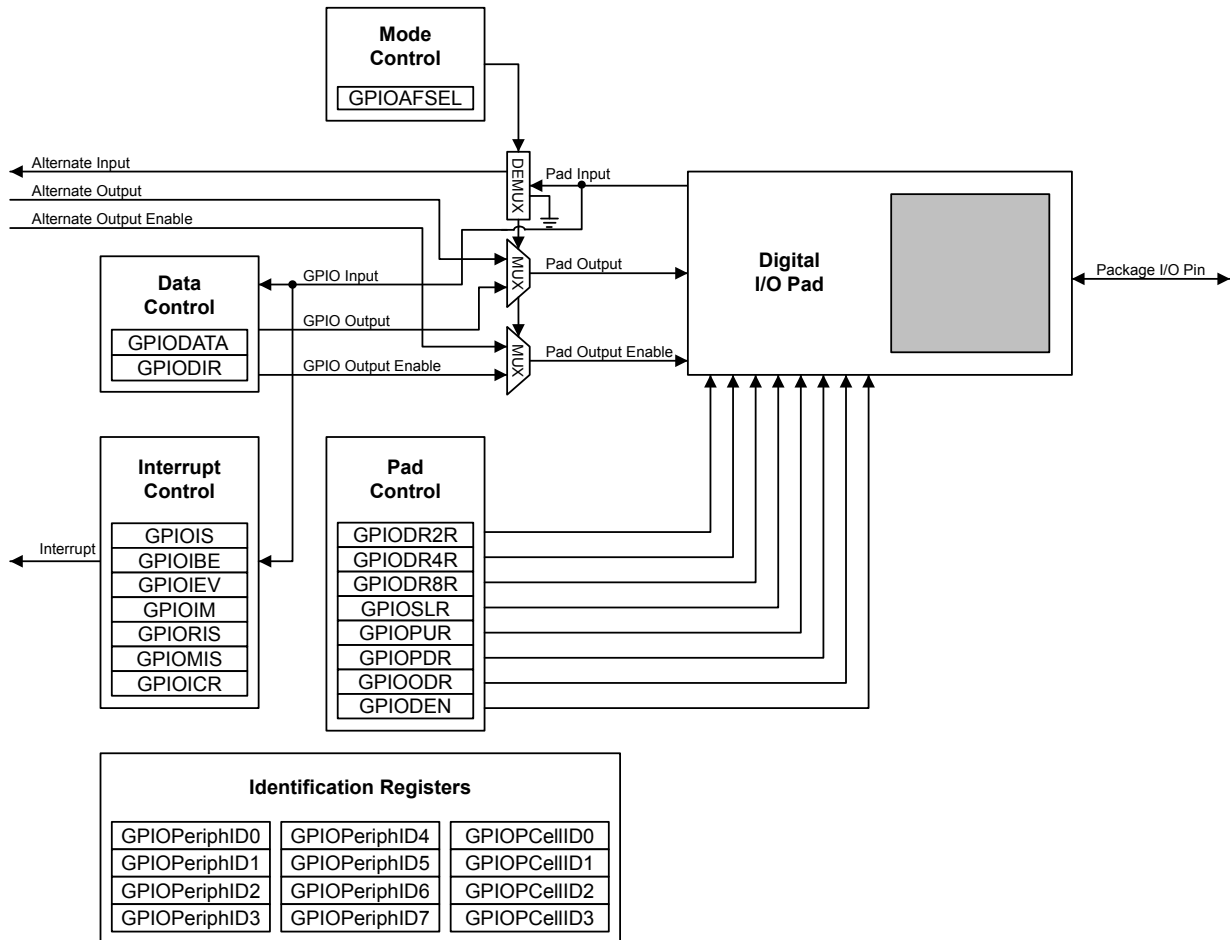 Mode
Control
GPIOAFSEL
Alternate Input
Alternate Output
Alternate Output Enable
DEMUX
Pad Input
MUX
Pad Output
MUX
Pad Output Enable
Digital
I/O Pad
Package I/O Pin
Data
Control
GPIODATA
GPIODIR
GPIO Input
GPIO Output
GPIO Output Enable
Interrupt
Control
GPIOIS
GPIOIBE
GPIOIEV
GPIOIM
GPIORIS
GPIOMIS
GPIOICR
Interrupt
Pad
Control
GPIODR2R
GPIODR4R
GPIODR8R
GPIOSLR
GPIOPUR
GPIOPDR
GPIOODR
GPIODEN
Identification Registers
GPIOPeriphID0
GPIOPeriphID1
GPIOPeriphID2
GPIOPeriphID3
GPIOPeriphID4
GPIOPeriphID5
GPIOPeriphID6
GPIOPeriphID7
GPIOPCellID0
GPIOPCellID1
GPIOPCellID2
GPIOPCellID3